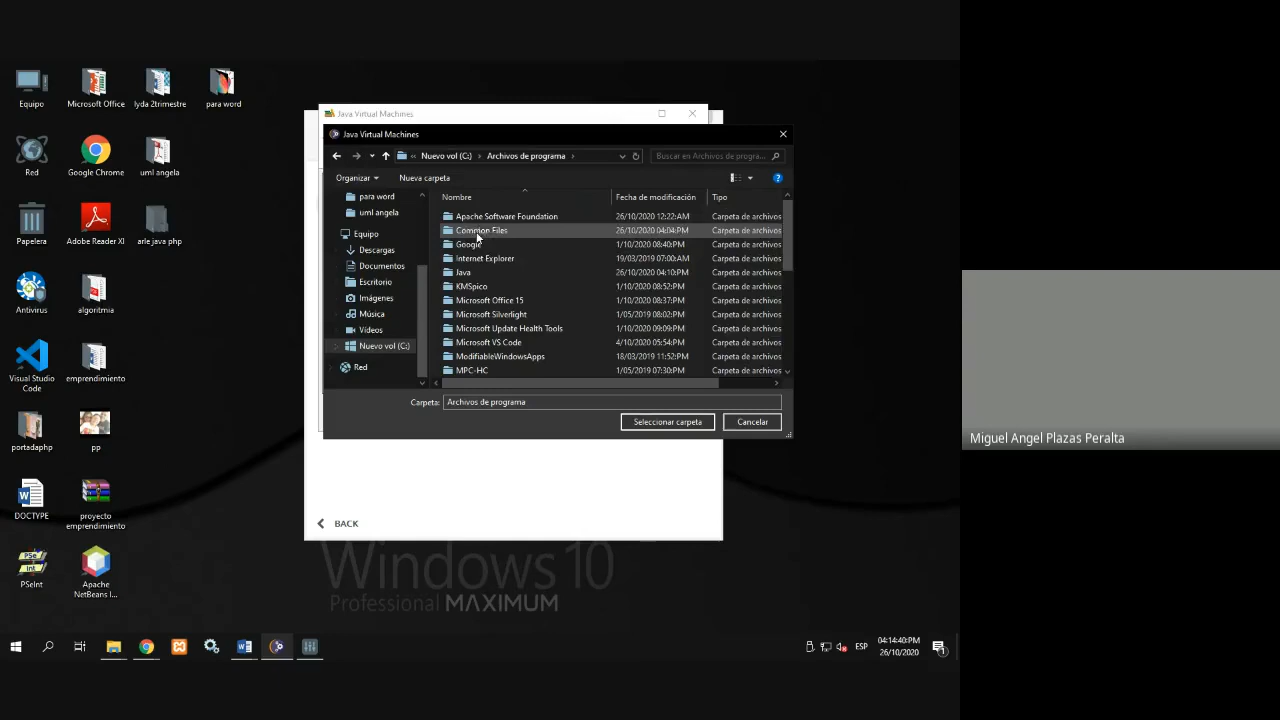 Equipo
Microsoft Office
lyda 2trimestre
para word
Red
Google Chrome
uml angela
Papelera
Adobe Reader XI
arle java php
Antivirus
algoritmia
Visual Studio
Code
emprendimiento
portadaphp
pp
DOCTYPE
proyecto
emprendimiento
PSeInt
Apache
NetBeans I...
Java Virtual Machines
Java Virtual Machines
Nuevo vol (C:)
Archivos de programa
Buscar en Archivos de progra...
Organizar
Nueva carpeta
para word
uml angela
Equipo
Descargas
Documentos
Escritorio
Imágenes
Música
Vídeos
Nuevo vol (C:)
Red
Nombre Fecha de modificación Tipo
Apache Software Foundation 26/10/2020 12:22:AM Carpeta de archivos
Common Files 26/10/2020 04:04:PM Carpeta de archivos
Google 1/10/2020 08:40:PM Carpeta de archivos
Internet Explorer 19/03/2019 07:00:AM Carpeta de archivos
Java 26/10/2020 04:10:PM Carpeta de archivos
KMSpico 1/10/2020 08:52:PM Carpeta de archivos
Microsoft Office 15 1/10/2020 08:37:PM Carpeta de archivos
Microsoft Silverlight 1/05/2019 08:02:PM Carpeta de archivos
Microsoft Update Health Tools 1/10/2020 09:09:PM Carpeta de archivos
Microsoft VS Code 4/10/2020 05:54:PM Carpeta de archivos
ModifiableWindowsApps 18/03/2019 11:52:PM Carpeta de archivos
MPC-HC 1/05/2019 07:30:PM Carpeta de archivos
Carpeta: Archivos de programa
Seleccionar carpeta
Cancelar
BACK
Windows 10
Professional MAXIMUM
ESP
04:14:40:PM
26/10/2020
Miguel Angel Plazas Peralta